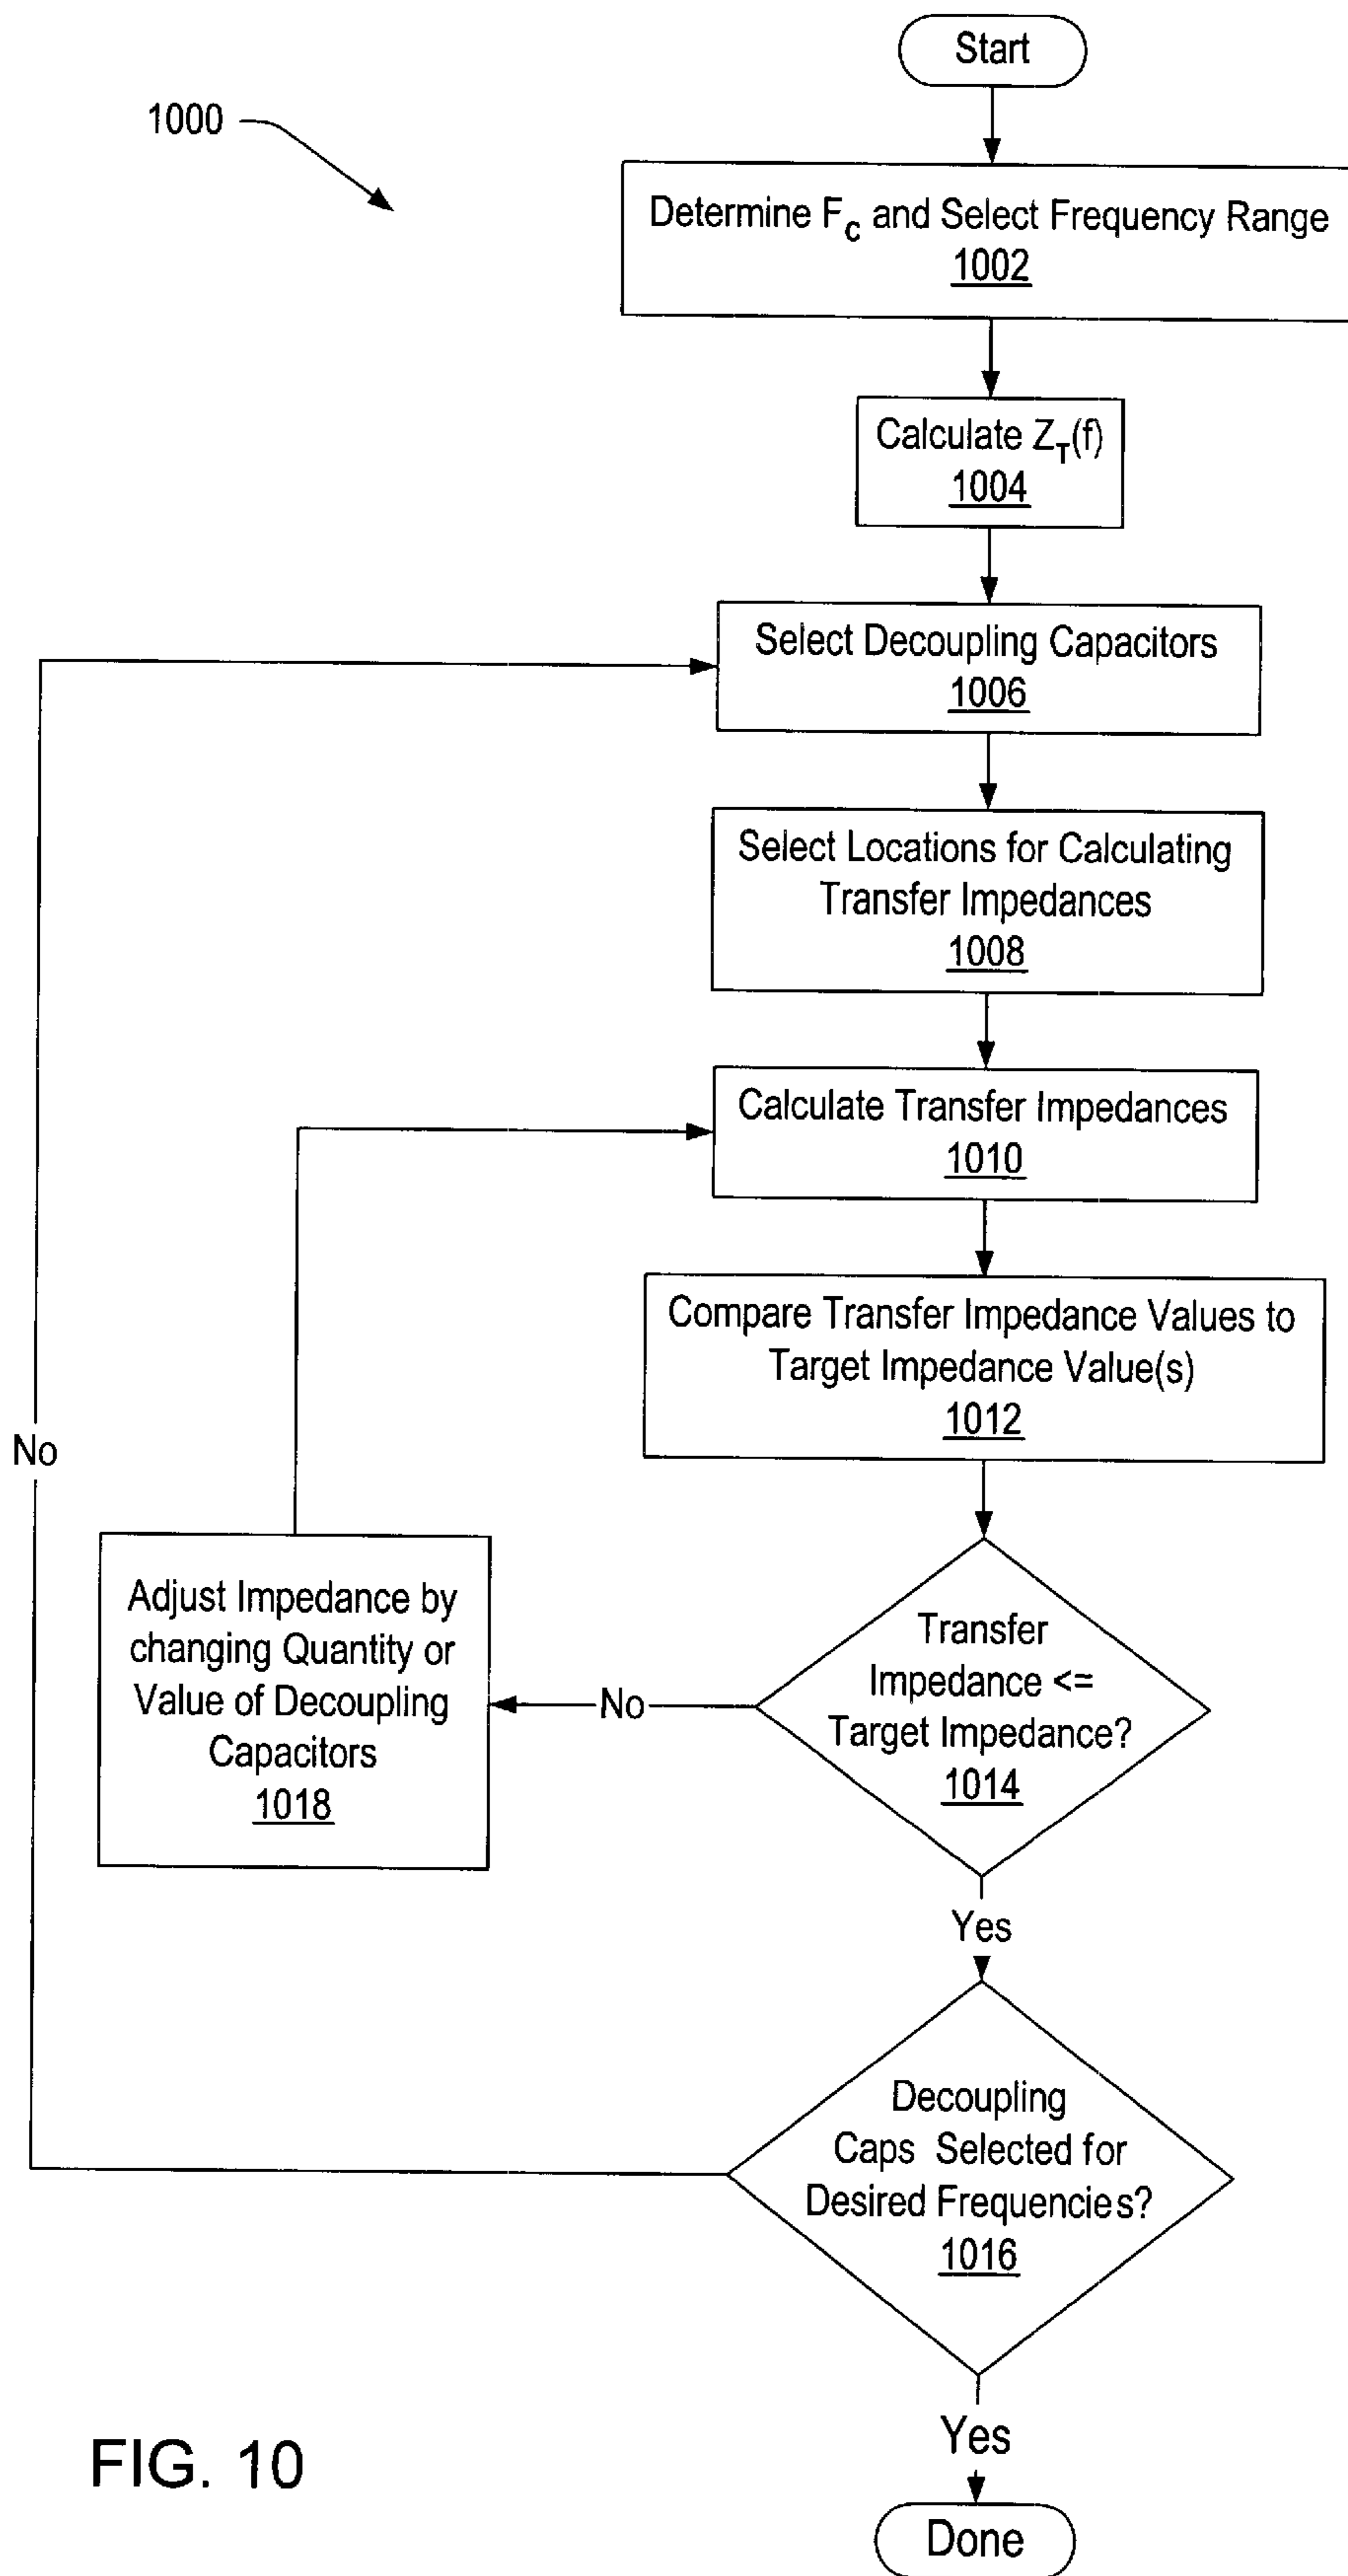 Start
1000
Determine Fc and Select Frequency Range
1002
Calculate ZT(f)
1004
Select Decoupling Capacitors
1006
Select Locations for Calculating
Transfer Impedances
1008
Calculate Transfer Impedances
1010
Compare Transfer Impedance Values to
Target Impedance Value(s)
1012
No
Adjust Impedance by
changing Quantity or
Value of Decoupling
Capacitors
1018
No
Transfer
Impedance <=
Target Impedance?
1014
Yes
Decoupling
Caps Selected for
Desired Frequencies?
1016
Yes
FIG. 10
Done